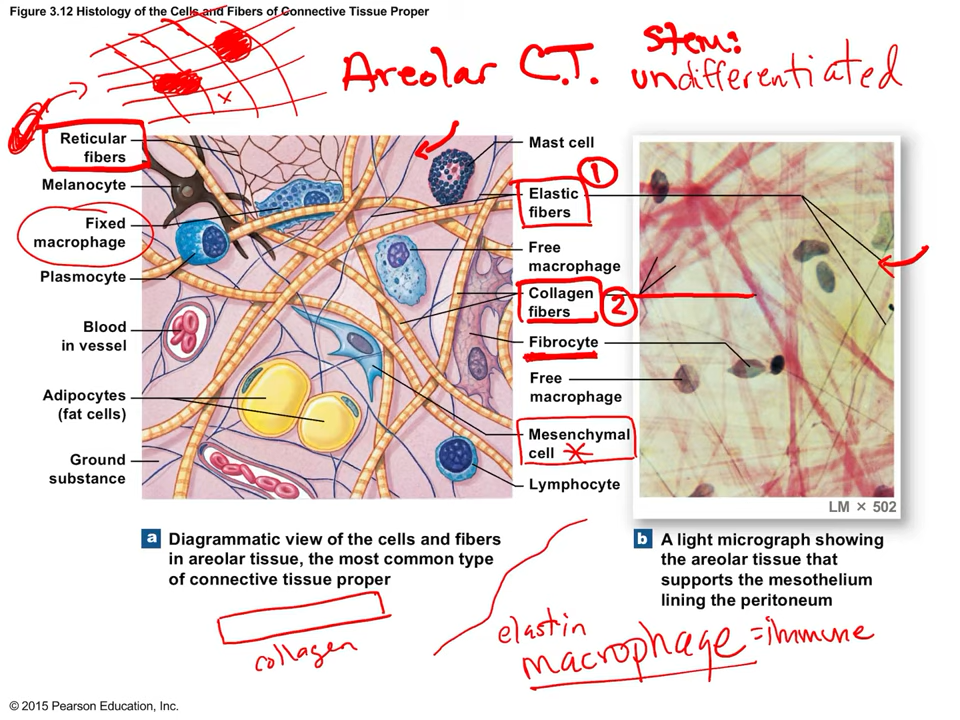 Figure 3.12 Histology of the Cells and Fibers of Connective Tissue Proper
Areolar C.T.
stem:
undifferentiated
x
Reticular
fibers
Melanocyte
Fixed
macrophage
Plasmocyte
Blood
in vessel
Adipocytes
(fat cells)
Ground
substance
Mast cell
1
Elastic
fibers
Free
macrophage
Collagen
fibers
2
Fibrocyte
Free
macrophage
Mesenchymal
cell *
Lymphocyte
LM × 502
a Diagrammatic view of the cells and fibers
in areolar tissue, the most common type
of connective tissue proper
b A light micrograph showing
the areolar tissue that
supports the mesothelium
lining the peritoneum
collagen
elastin
macrophage = immune
© 2015 Pearson Education, Inc.